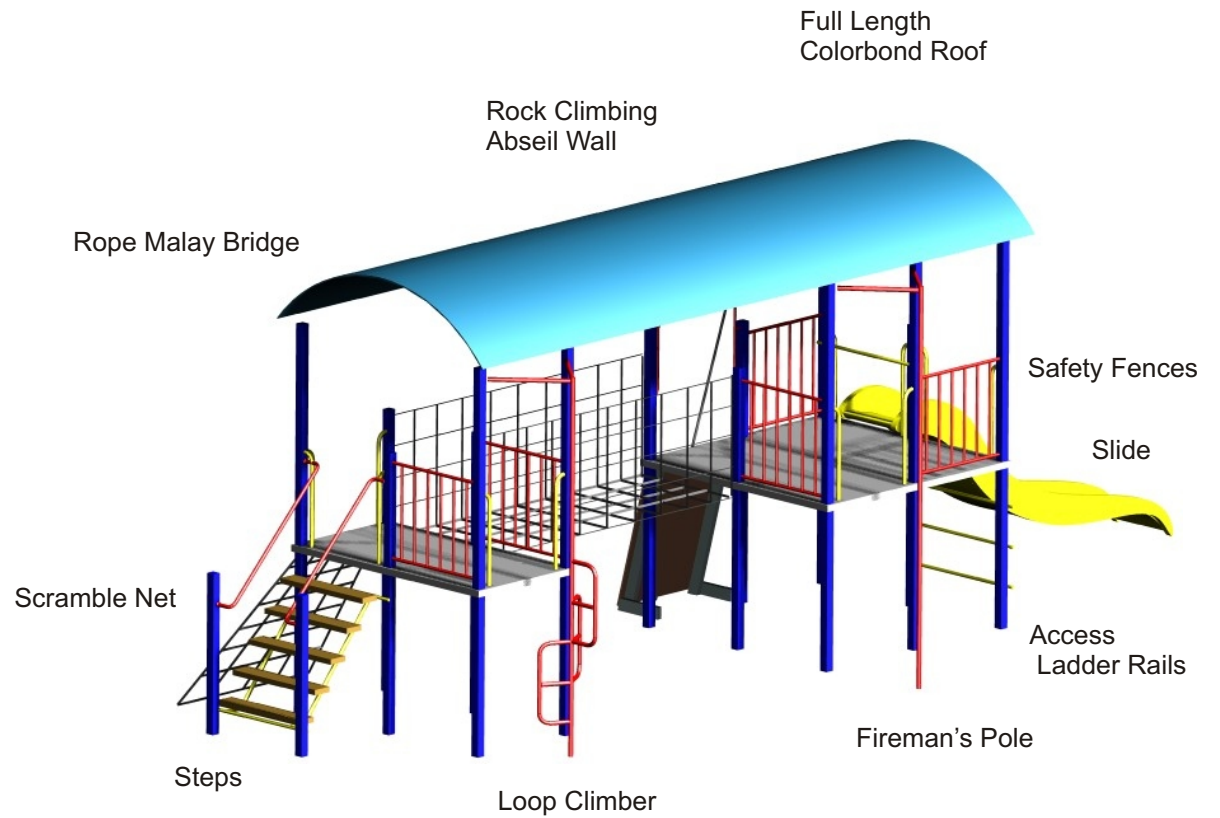 Full Length
Colorbond Roof
Rock Climbing
Abseil Wall
Rope Malay Bridge
Safety Fences
Slide
Scramble Net
Access
Ladder Rails
Fireman’s Pole
Steps
Loop Climber